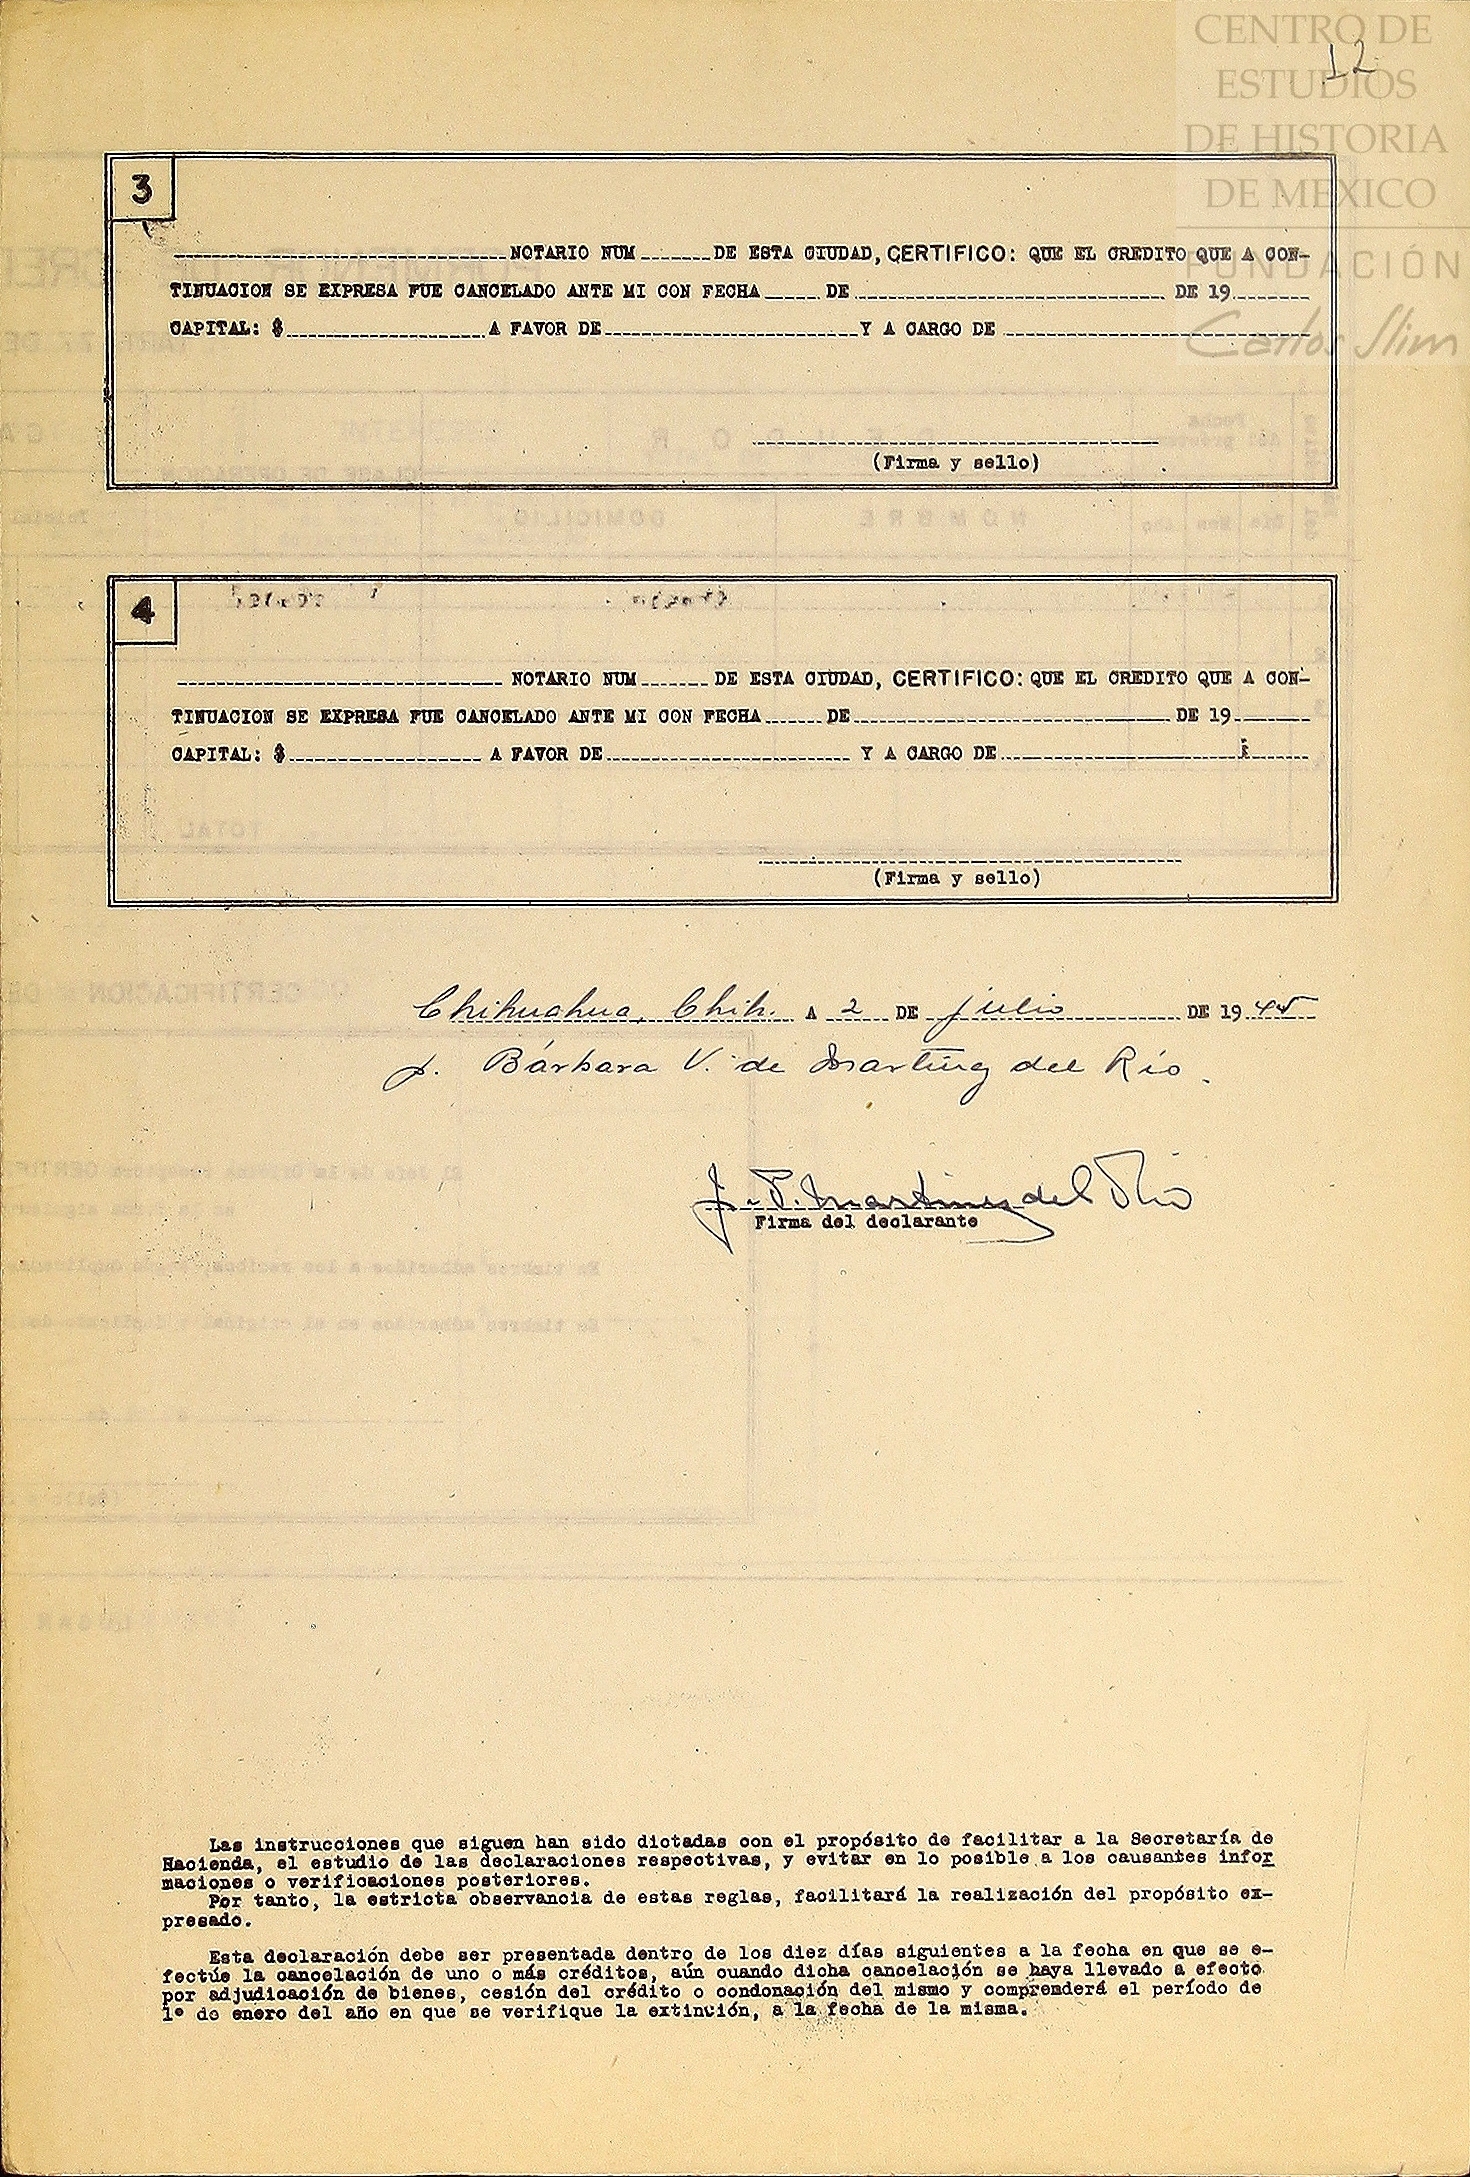 CENTRO DE
ESTUDIOS
DE HISTORIA
DE MEXICO
FUNDACIÓN
Carlos Slim
12
3
NOTARIO NUM DE ESTA CIUDAD, CERTIFICO: QUE EL CREDITO QUE A CON-
TINUACION SE EXPRESA FUE CANCELADO ANTE MI CON FECHA DE DE 19
CAPITAL: $ A FAVOR DE Y A CARGO DE
(Firma y sello)
4
NOTARIO NUM DE ESTA CIUDAD, CERTIFICO: QUE EL CREDITO QUE A CON-
TINUACION SE EXPRESA FUE CANCELADO ANTE MI CON FECHA DE DE 19
CAPITAL: $ A FAVOR DE Y A CARGO DE
(Firma y sello)
Chihuahua, Chih. A 2 DE julio DE 19 45
p. Bárbara V. de Martínez del Río.
J. F. Martinez del Rio
Firma del declarante
Las instrucciones que siguen han sido dictadas con el propósito de facilitar a la Secretaría de
Hacienda, el estudio de las declaraciones respectivas, y evitar en lo posible a los causantes infor
maciones o verificaciones posteriores.
Por tanto, la estricta observancia de estas reglas, facilitará la realización del propósito ex-
presado.
Esta declaración debe ser presentada dentro de los diez días siguientes a la fecha en que se e-
fectúe la cancelación de uno o más créditos, aún cuando dicha cancelación se haya llevado a efecto
por adjudicación de bienes, cesión del crédito o condonación del mismo y comprenderá el período de
1º de enero del año en que se verifique la extinción, a la fecha de la misma.